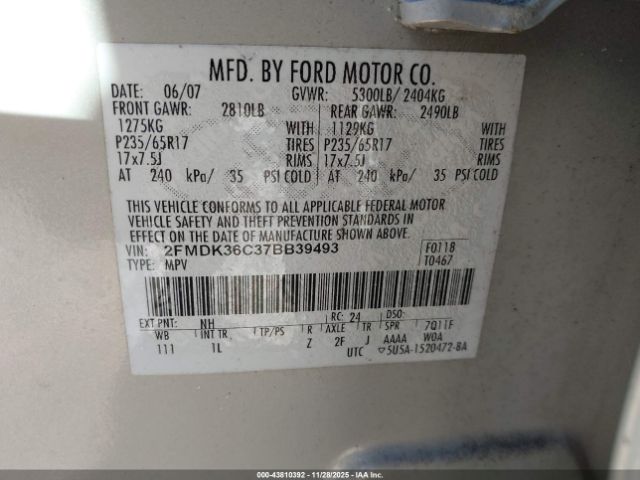 MFD. BY FORD MOTOR CO.
DATE: 06/07 GVWR: 5300LB/ 2404KG
FRONT GAWR: 2810LB REAR GAWR: 2490LB
1275KG WITH 1129KG WITH
P235/65R17 TIRES P235/65R17 TIRES
17x7.5J RIMS 17x7.5J RIMS
AT 240 kPa/ 35 PSI COLD AT 240 kPa/ 35 PSI COLD
THIS VEHICLE CONFORMS TO ALL APPLICABLE FEDERAL MOTOR
VEHICLE SAFETY AND THEFT PREVENTION STANDARDS IN
EFFECT ON THE DATE OF MANUFACTURE SHOWN ABOVE.
VIN: 2FMDK36C37BB39493 F0118
TYPE: MPV T0467
EXT PNT: NH RC: 24 DSO:
WB INT TR TP/PS R AXLE TR SPR 7Q11F
111 1L Z 2F J AAAA WOA
UTC 5U5A-1520472-BA
00-43810392 - 11/28/2025 - IAAI.COM